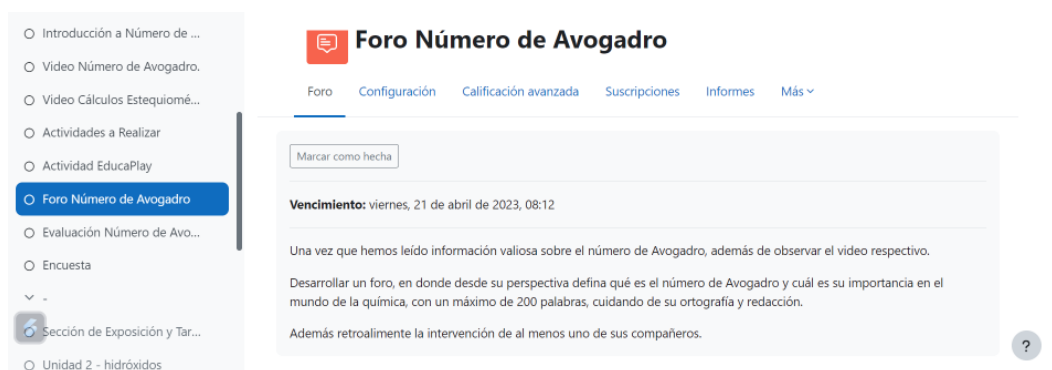 Introducción a Número de ...
Video Número de Avogadro.
Video Cálculos Estequiomé...
Actividades a Realizar
Actividad EducaPlay
Foro Número de Avogadro
Evaluación Número de Avo...
Encuesta
-
Sección de Exposición y Tar...
Unidad 2 - hidróxidos
Foro Número de Avogadro
Foro Configuración Calificación avanzada Suscripciones Informes Más
Marcar como hecha
Vencimiento: viernes, 21 de abril de 2023, 08:12
Una vez que hemos leído información valiosa sobre el número de Avogadro, además de observar el video respectivo.
Desarrollar un foro, en donde desde su perspectiva defina qué es el número de Avogadro y cuál es su importancia en el
mundo de la química, con un máximo de 200 palabras, cuidando de su ortografía y redacción.
Además retroalimente la intervención de al menos uno de sus compañeros.
?